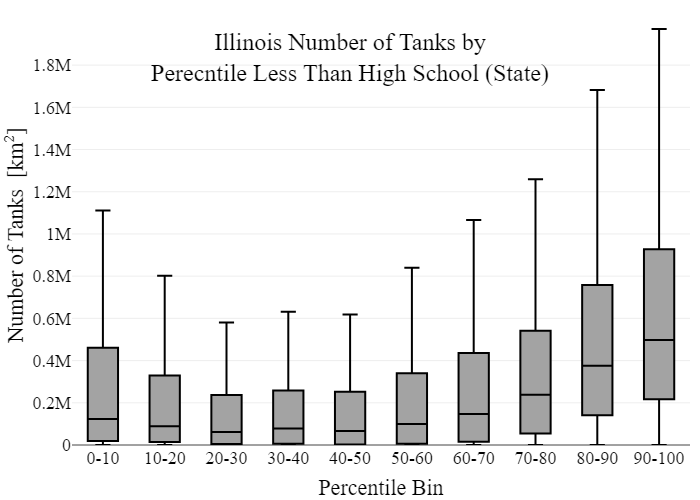 Illinois Number of Tanks by
Perecntile Less Than High School (State)
Number of Tanks [km²]
1.8M
1.6M
1.4M
1.2M
1M
0.8M
0.6M
0.4M
0.2M
0
0-10 10-20 20-30 30-40 40-50 50-60 60-70 70-80 80-90 90-100
Percentile Bin